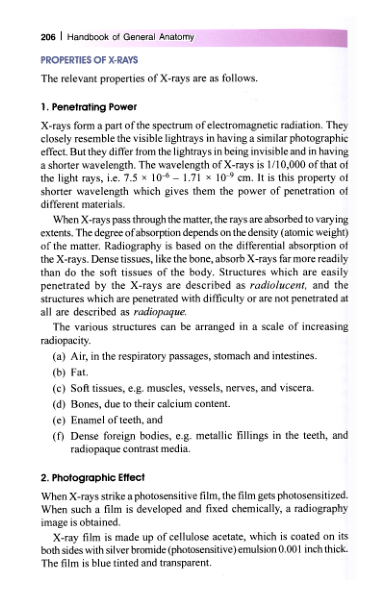 206 | Handbook of General Anatomy
PROPERTIES OF X-RAYS
The relevant properties of X-rays are as follows.
1. Penetrating Power
X-rays form a part of the spectrum of electromagnetic radiation. They
closely resemble the visible lightrays in having a similar photographic
effect. But they differ from the lightrays in being invisible and in having
a shorter wavelength. The wavelength of X-rays is 1/10,000 of that of
the light rays, i.e. 7.5 × 10⁻⁶ – 1.71 × 10⁻⁹ cm. It is this property of
shorter wavelength which gives them the power of penetration of
different materials.
When X-rays pass through the matter, the rays are absorbed to varying
extents. The degree of absorption depends on the density (atomic weight)
of the matter. Radiography is based on the differential absorption of
the X-rays. Dense tissues, like the bone, absorb X-rays far more readily
than do the soft tissues of the body. Structures which are easily
penetrated by the X-rays are described as radiolucent, and the
structures which are penetrated with difficulty or are not penetrated at
all are described as radiopaque.
The various structures can be arranged in a scale of increasing
radiopacity.
(a) Air, in the respiratory passages, stomach and intestines.
(b) Fat.
(c) Soft tissues, e.g. muscles, vessels, nerves, and viscera.
(d) Bones, due to their calcium content.
(e) Enamel of teeth, and
(f) Dense foreign bodies, e.g. metallic fillings in the teeth, and
radiopaque contrast media.
2. Photographic Effect
When X-rays strike a photosensitive film, the film gets photosensitized.
When such a film is developed and fixed chemically, a radiography
image is obtained.
X-ray film is made up of cellulose acetate, which is coated on its
both sides with silver bromide (photosensitive) emulsion 0.001 inch thick.
The film is blue tinted and transparent.